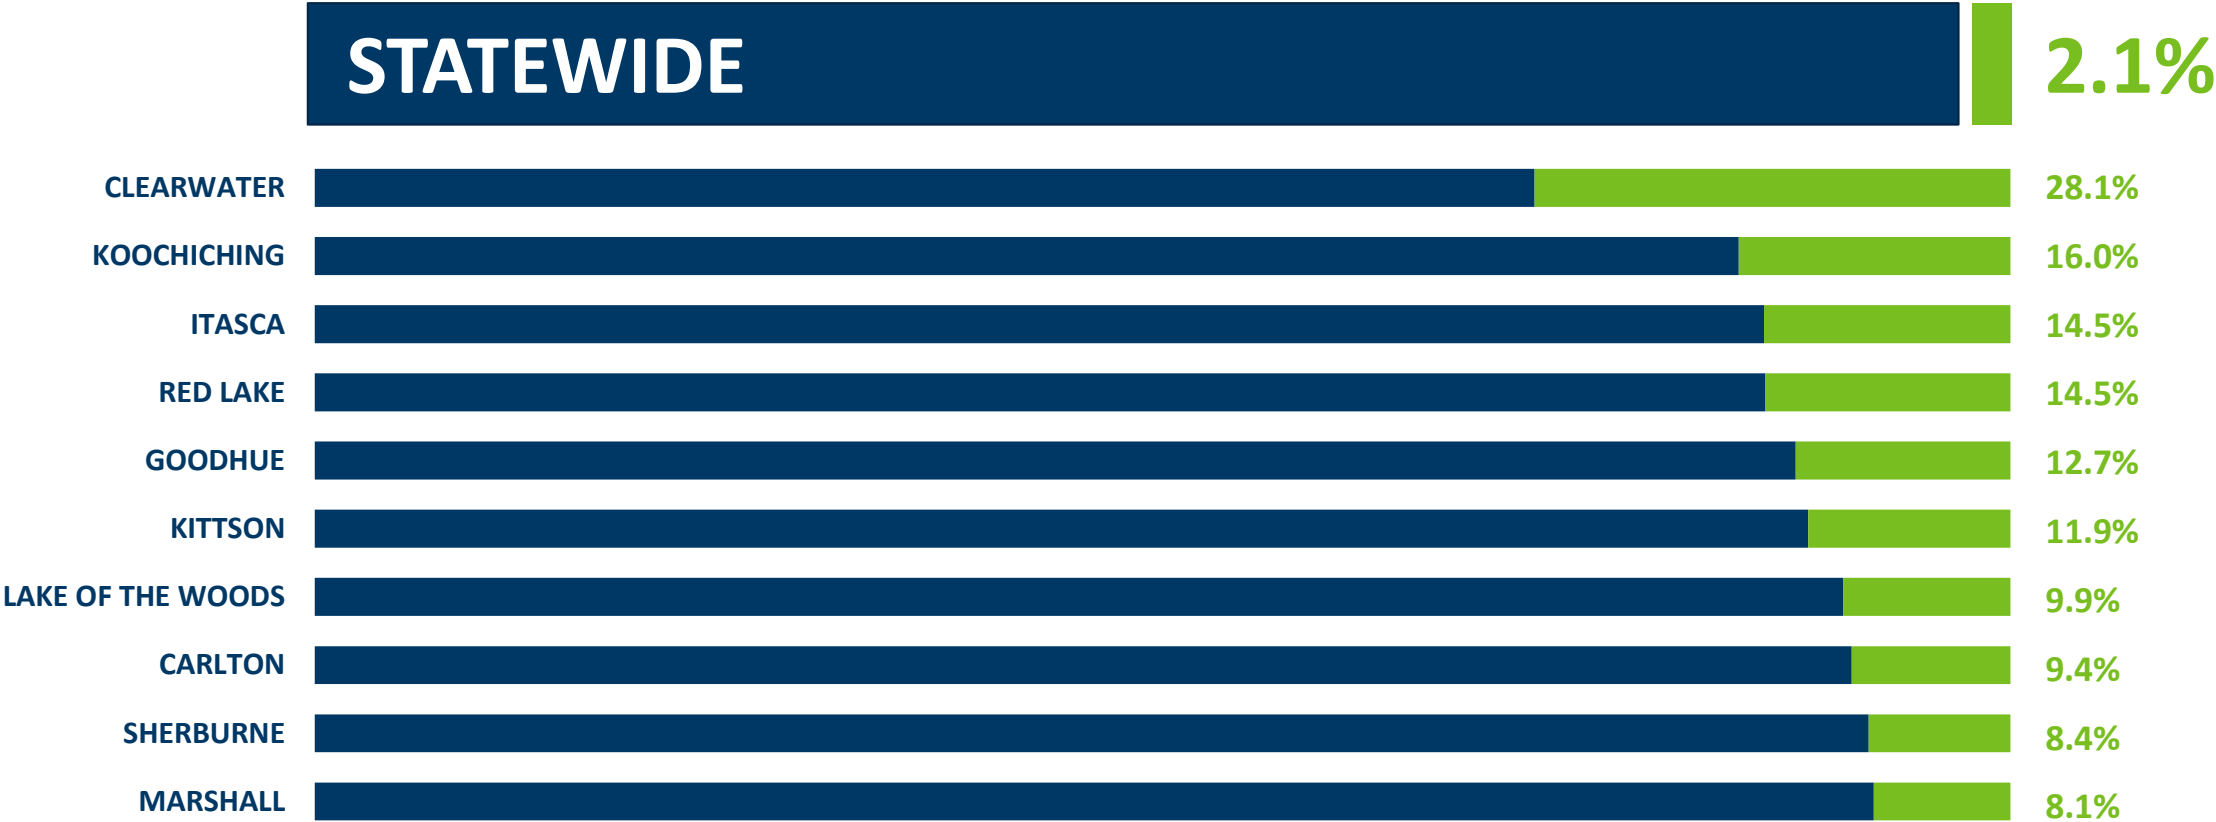 STATEWIDE 2.1%
CLEARWATER 28.1%
KOOCHICHING 16.0%
ITASCA 14.5%
RED LAKE 14.5%
GOODHUE 12.7%
KITTSON 11.9%
LAKE OF THE WOODS 9.9%
CARLTON 9.4%
SHERBURNE 8.4%
MARSHALL 8.1%